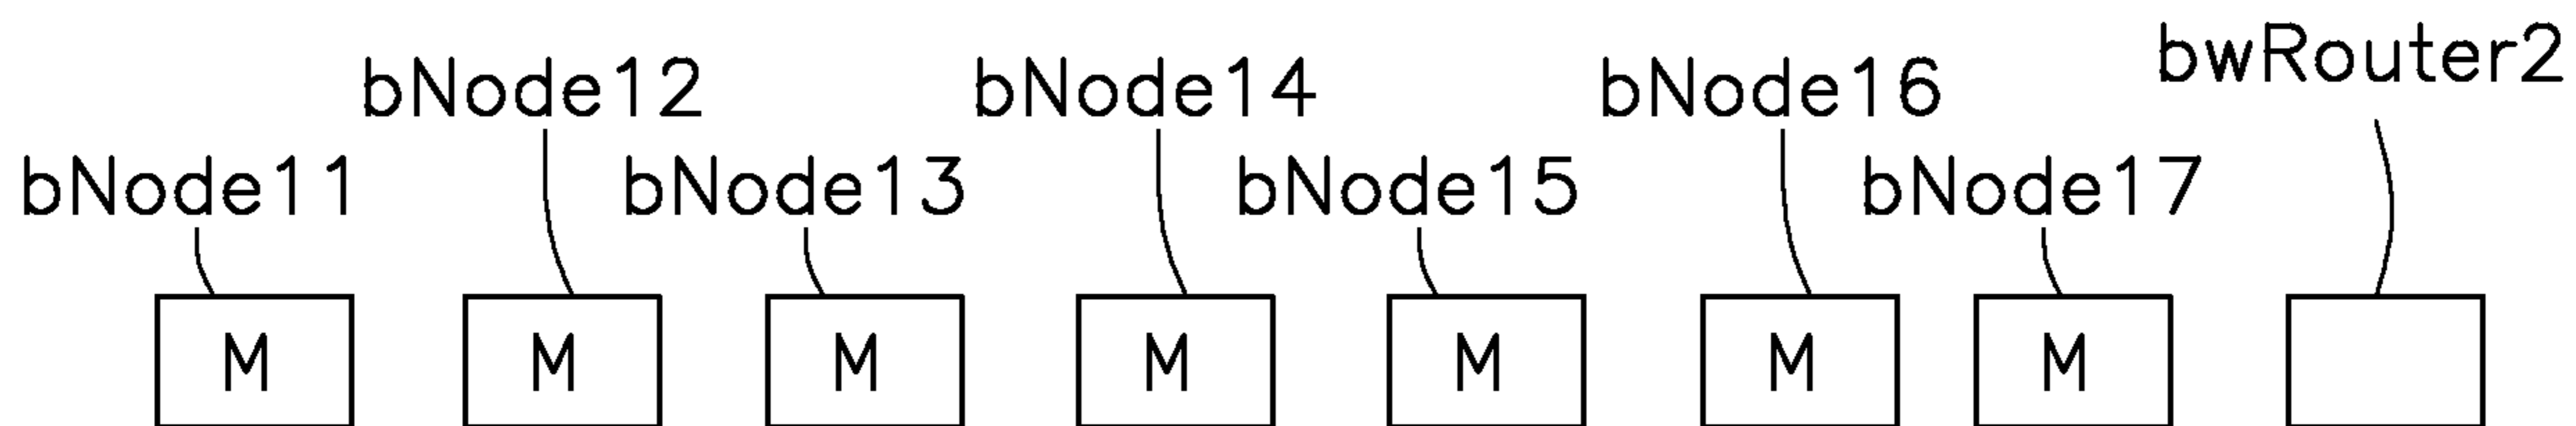 bwRouter2
bNode12 bNode14 bNode16
bNode11 bNode13 bNode15 bNode17
M M M M M M M